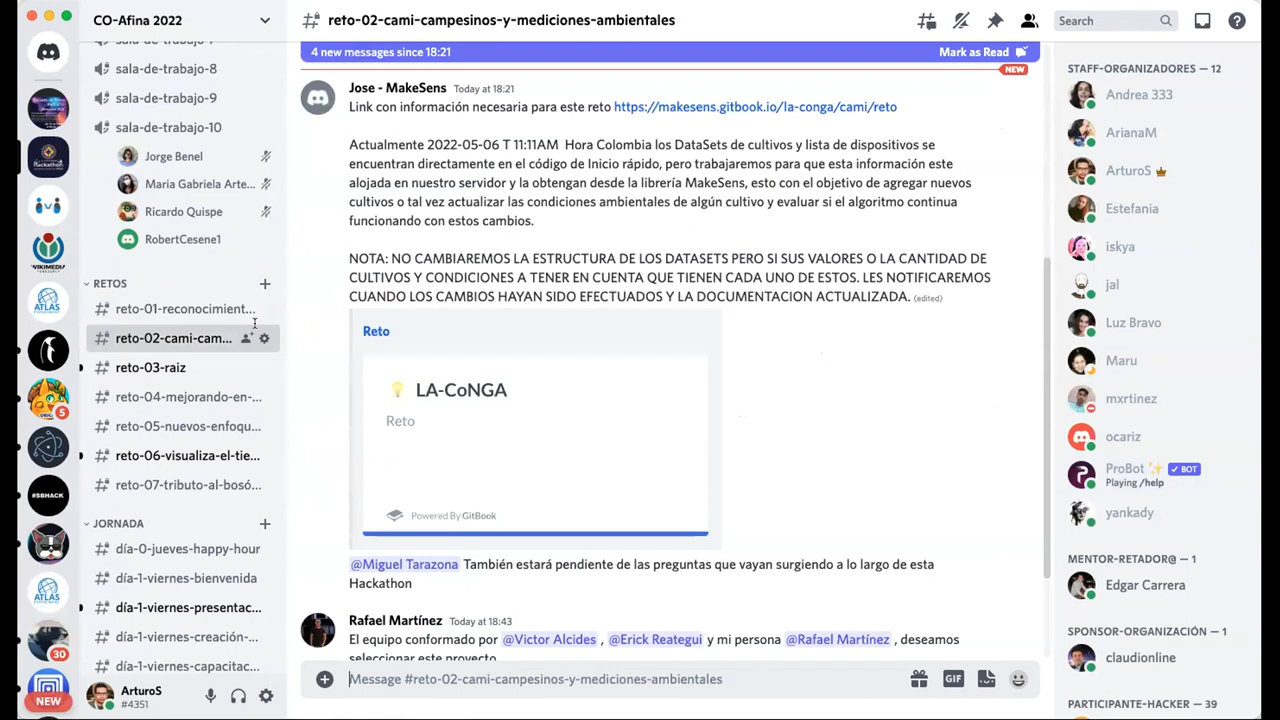 CO-Afina 2022
sala-de-trabajo-8
sala-de-trabajo-9
sala-de-trabajo-10
Jorge Benel
Maria Gabriela Arte...
Ricardo Quispe
RobertCesene1
RETOS
reto-01-reconocimient...
reto-02-cami-cam...
reto-03-raiz
reto-04-mejorando-en-...
reto-05-nuevos-enfoqu...
reto-06-visualiza-el-tie...
reto-07-tributo-al-bosó...
JORNADA
día-0-jueves-happy-hour
día-1-viernes-bienvenida
día-1-viernes-presentac...
día-1-viernes-creación-...
día-1-viernes-capacitac...
ArturoS
#4351
5
#SBHACK
ATLAS
EXPERIMENT
WIKIMEDIA
Hackathon
ATLAS
30
NEW
reto-02-cami-campesinos-y-mediciones-ambientales
Search
4 new messages since 18:21
Mark as Read
NEW
Jose - MakeSens Today at 18:21
Link con información necesaria para este reto https://makesens.gitbook.io/la-conga/cami/reto
Actualmente 2022-05-06 T 11:11AM Hora Colombia los DataSets de cultivos y lista de dispositivos se
encuentran directamente en el código de Inicio rápido, pero trabajaremos para que esta información este
alojada en nuestro servidor y la obtengan desde la librería MakeSens, esto con el objetivo de agregar nuevos
cultivos o tal vez actualizar las condiciones ambientales de algún cultivo y evaluar si el algoritmo continua
funcionando con estos cambios.
NOTA: NO CAMBIAREMOS LA ESTRUCTURA DE LOS DATASETS PERO SI SUS VALORES O LA CANTIDAD DE
CULTIVOS Y CONDICIONES A TENER EN CUENTA QUE TIENEN CADA UNO DE ESTOS. LES NOTIFICAREMOS
CUANDO LOS CAMBIOS HAYAN SIDO EFECTUADOS Y LA DOCUMENTACION ACTUALIZADA. (edited)
Reto
LA-CoNGA
Reto
Powered By GitBook
@Miguel Tarazona También estará pendiente de las preguntas que vayan surgiendo a lo largo de esta
Hackathon
Rafael Martínez Today at 18:43
El equipo conformado por @Victor Alcides , @Erick Reategui y mi persona @Rafael Martínez , deseamos
seleccionar este proyecto
Message #reto-02-cami-campesinos-y-mediciones-ambientales
GIF
STAFF-ORGANIZADORES — 12
Andrea 333
ArianaM
ArturoS
Estefania
iskya
jal
Luz Bravo
Maru
mxrtinez
ocariz
ProBot BOT
Playing /help
yankady
MENTOR-RETADOR@ — 1
Edgar Carrera
SPONSOR-ORGANIZACIÓN — 1
claudionline
PARTICIPANTE-HACKER — 39